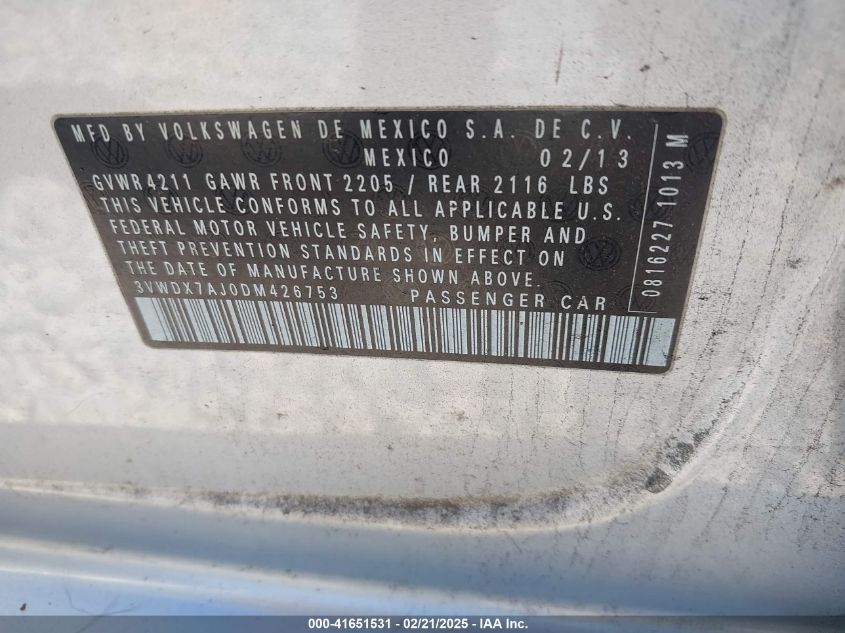 MFD BY VOLKSWAGEN DE MEXICO S.A. DE C.V.
MEXICO 02/13
GVWR4211 GAWR FRONT 2205 / REAR 2116 LBS
THIS VEHICLE CONFORMS TO ALL APPLICABLE U.S.
FEDERAL MOTOR VEHICLE SAFETY, BUMPER AND
THEFT PREVENTION STANDARDS IN EFFECT ON
THE DATE OF MANUFACTURE SHOWN ABOVE.
3VWDX7AJ0DM426753 PASSENGER CAR
0816227 1013 M
000-41651531 - 02/21/2025 - IAA Inc.